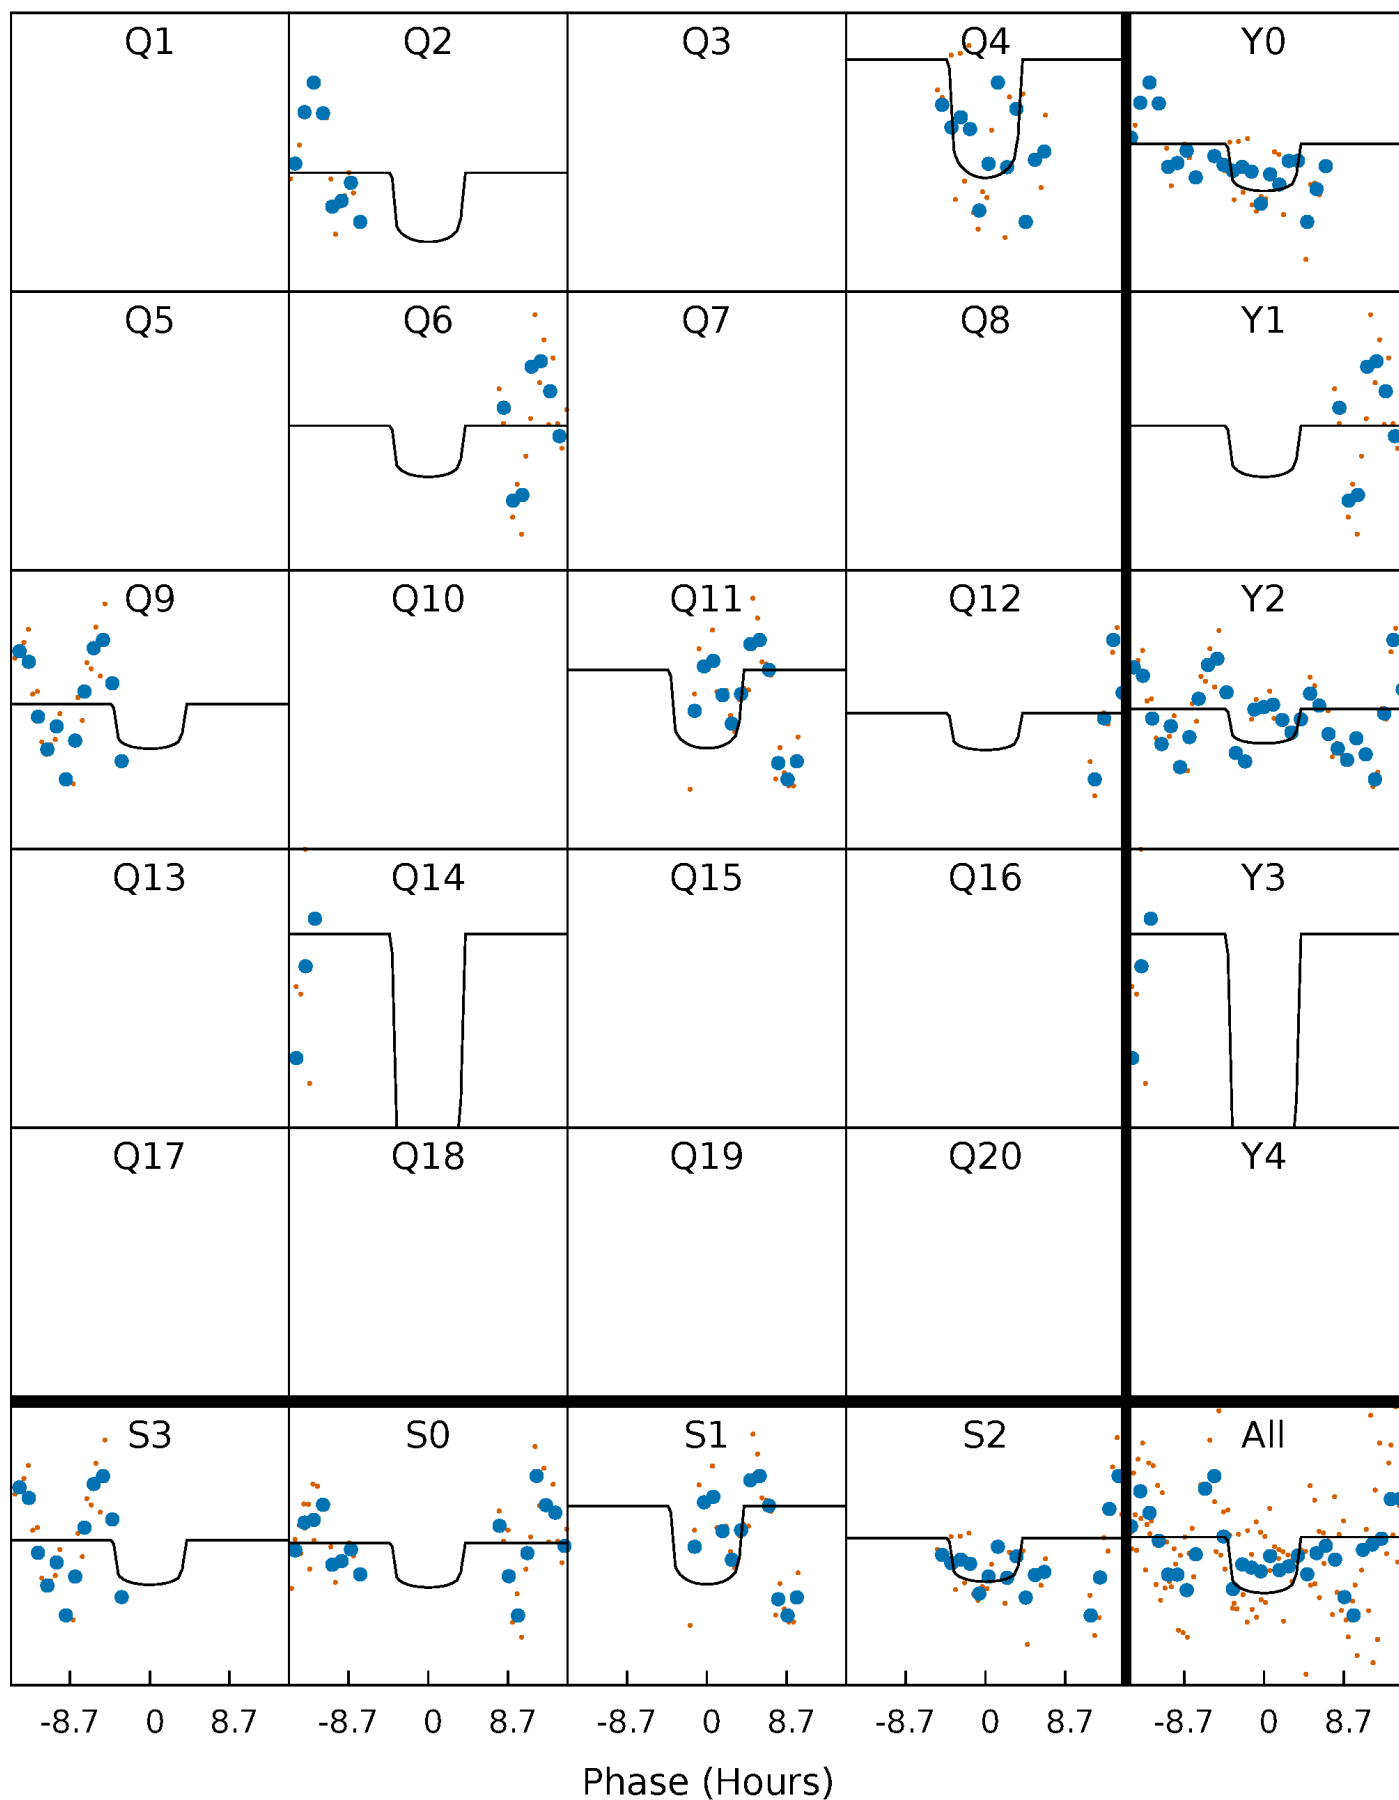 Q1 Q2 Q3 Q4 Y0
Q5 Q6 Q7 Q8 Y1
Q9 Q10 Q11 Q12 Y2
Q13 Q14 Q15 Q16 Y3
Q17 Q18 Q19 Q20 Y4
S3 S0 S1 S2 All
-8.7 0 8.7 -8.7 0 8.7 -8.7 0 8.7 -8.7 0 8.7 -8.7 0 8.7
Phase (Hours)